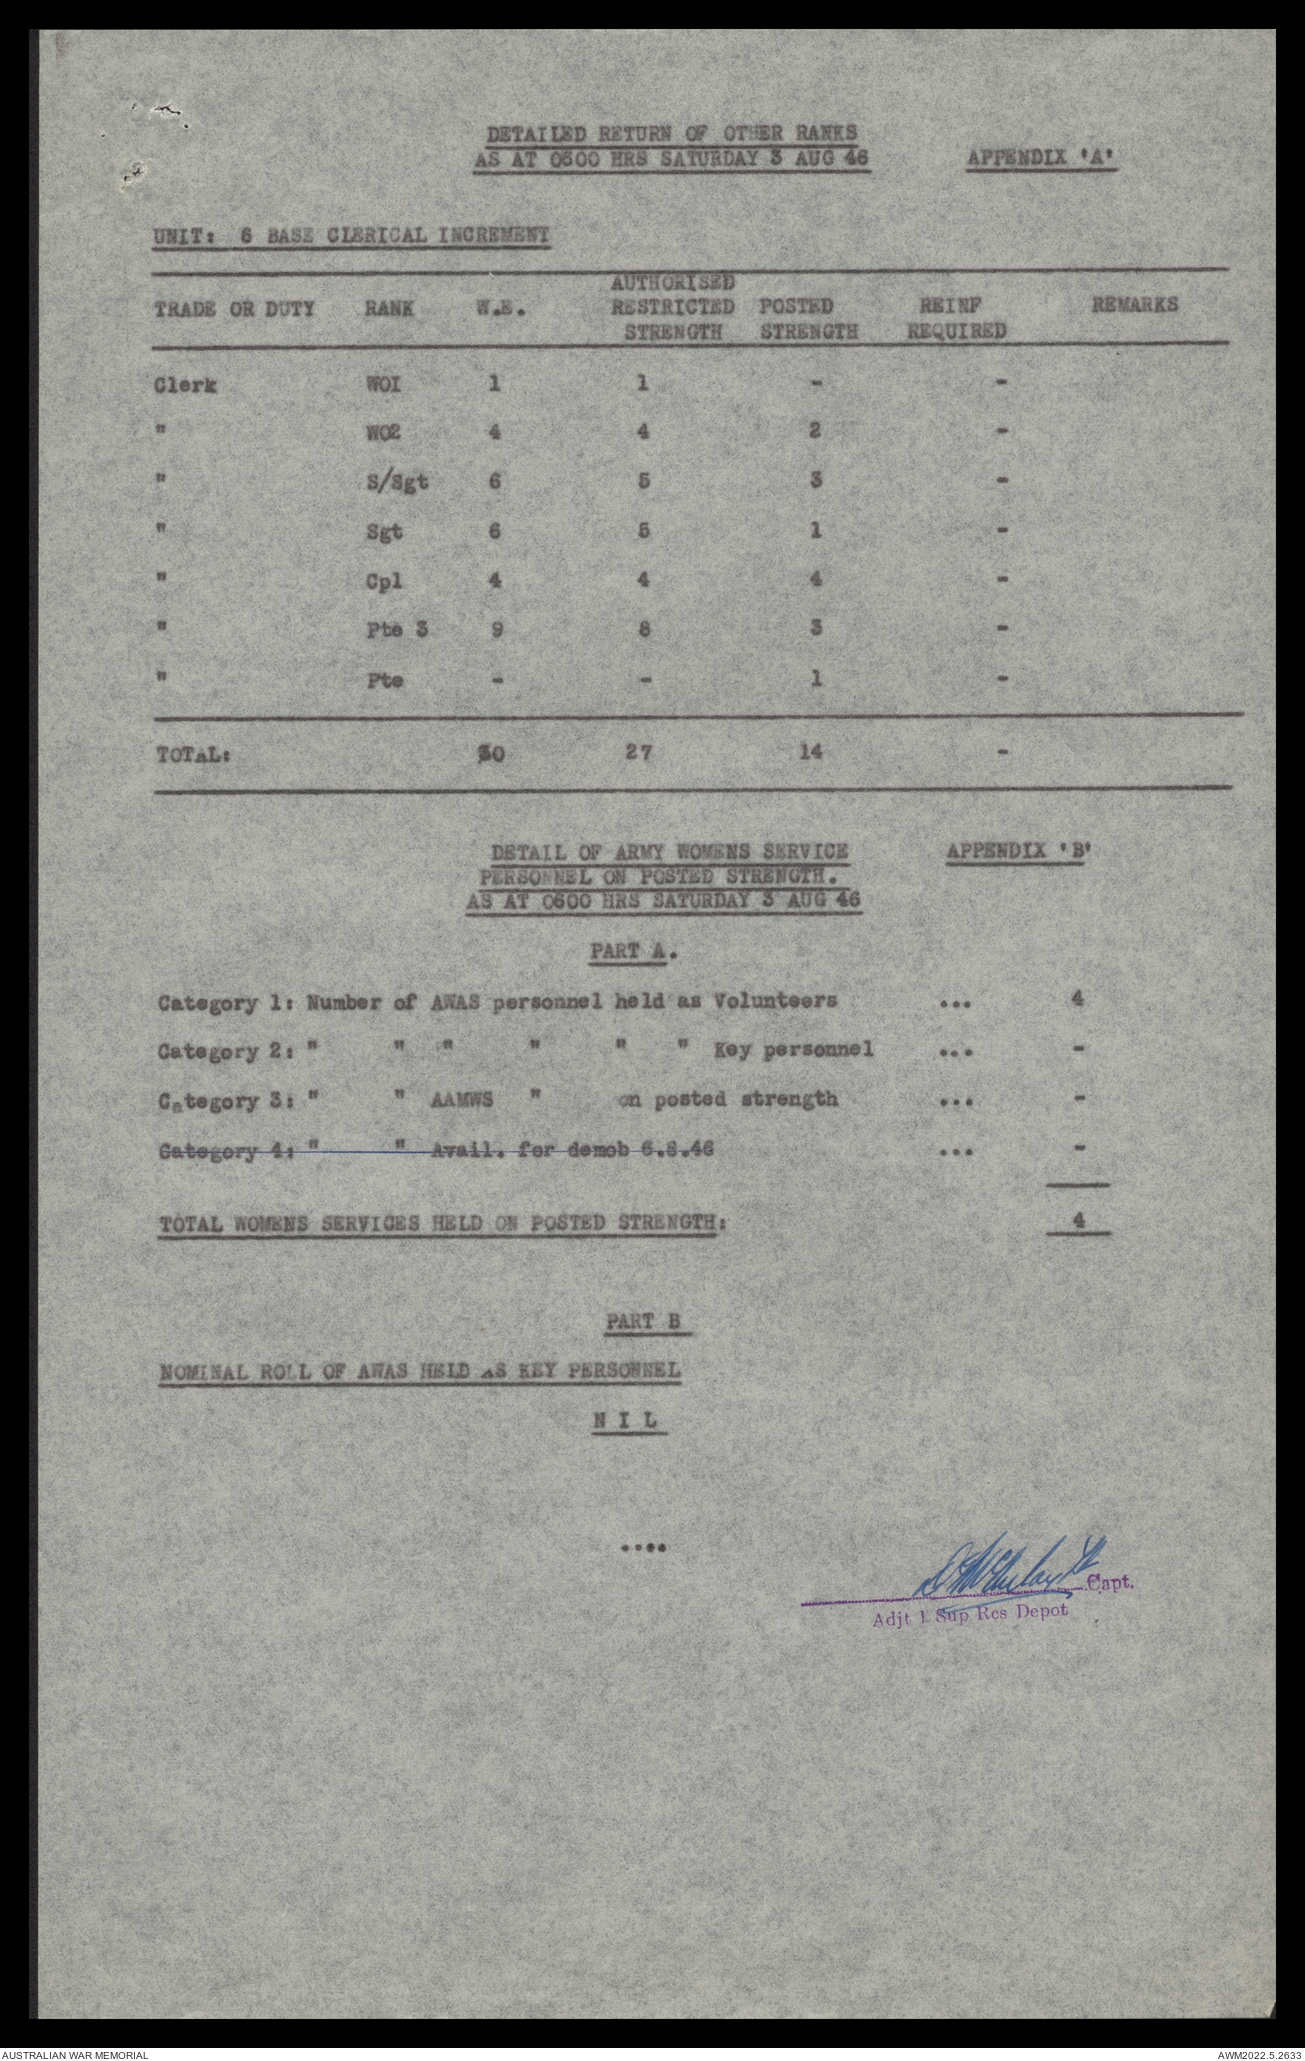 DETAILED RETURN OF OTHER RANKS
AS AT 0600 HRS SATURDAY 3 AUG 46 APPENDIX 'A'
UNIT: 6 BASE CLERICAL INCREMENT
AUTHORISED
TRADE OR DUTY RANK W.E. RESTRICTED POSTED REINF REMARKS
STRENGTH STRENGTH REQUIRED
Clerk WOI 1 1 - -
" WO2 4 4 2 -
" S/Sgt 6 5 3 -
" Sgt 6 5 1 -
" Cpl 4 4 4 -
" Pte 3 9 8 3 -
" Pte - - 1 -
TOTAL: 30 27 14 -
DETAIL OF ARMY WOMENS SERVICE APPENDIX 'B'
PERSONNEL ON POSTED STRENGTH.
AS AT 0600 HRS SATURDAY 3 AUG 46
PART A.
Category 1: Number of AWAS personnel held as Volunteers ... 4
Category 2: " " " " " " Key personnel ... -
Category 3: " " AAMWS " on posted strength ... -
Category 4: " " Avail. for demob 6.8.46 ... -
TOTAL WOMENS SERVICES HELD ON POSTED STRENGTH: 4
PART B
NOMINAL ROLL OF AWAS HELD AS KEY PERSONNEL
N I L
....
Capt.
Adjt 1 Sup Res Depot
AUSTRALIAN WAR MEMORIAL AWM2022.5.2633